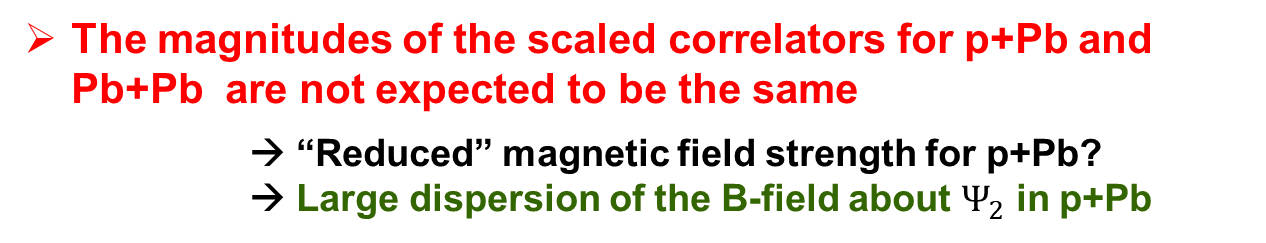 ➢ The magnitudes of the scaled correlators for p+Pb and
Pb+Pb are not expected to be the same
→ “Reduced” magnetic field strength for p+Pb?
→ Large dispersion of the B-field about Ψ₂ in p+Pb